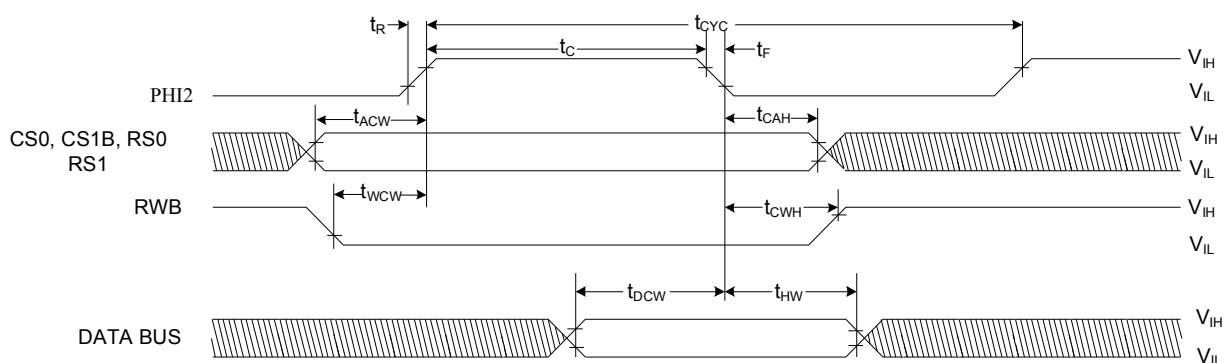 tR
tCYC
tC
tF
VIH
PHI2
VIL
tACW
tCAH
CS0, CS1B, RS0
RS1
VIH
VIL
tWCW
tCWH
RWB
VIH
VIL
tDCW
tHW
DATA BUS
VIH
VIL